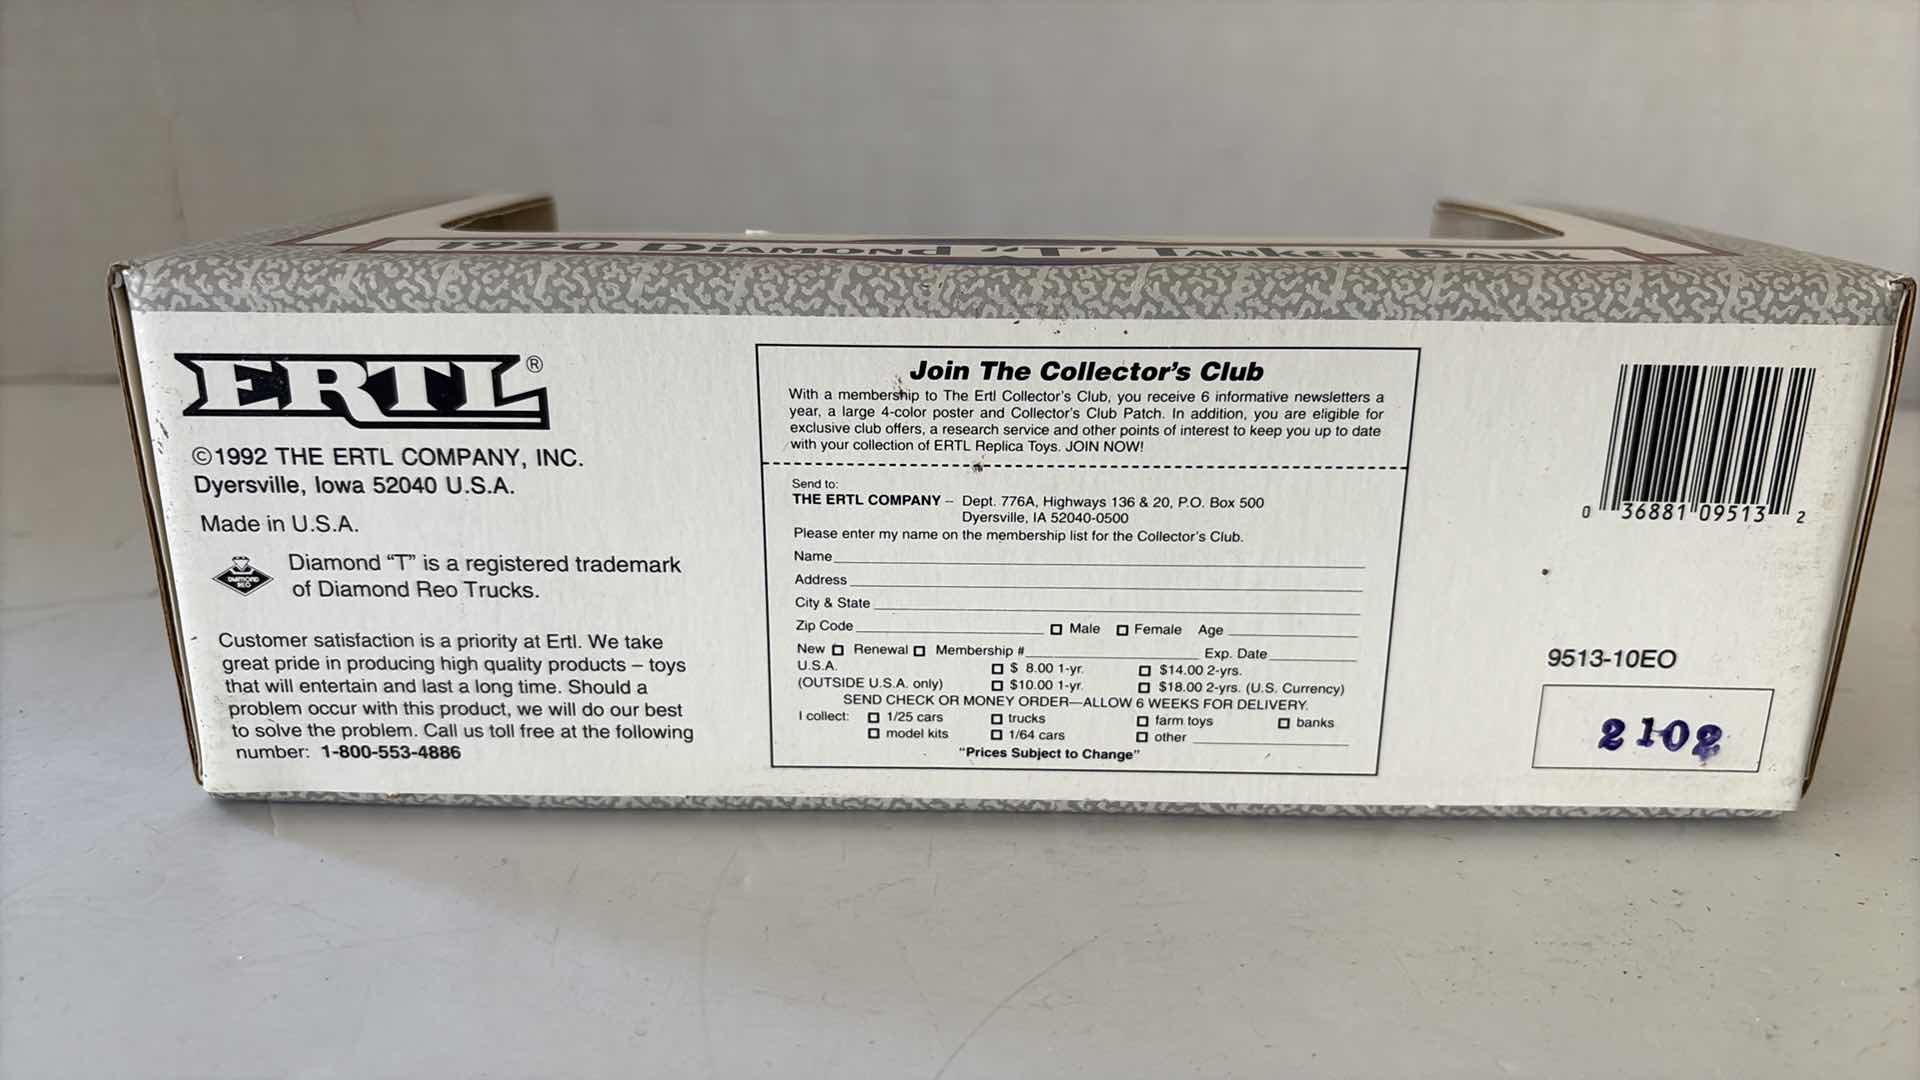 1930 DIAMOND "T" TANKER BANK
ERTL®
©1992 THE ERTL COMPANY, INC.
Dyersville, Iowa 52040 U.S.A.
Made in U.S.A.
DIAMOND
REO
Diamond "T" is a registered trademark
of Diamond Reo Trucks.
Customer satisfaction is a priority at Ertl. We take
great pride in producing high quality products – toys
that will entertain and last a long time. Should a
problem occur with this product, we will do our best
to solve the problem. Call us toll free at the following
number: 1-800-553-4886
Join The Collector's Club
With a membership to The Ertl Collector's Club, you receive 6 informative newsletters a
year, a large 4-color poster and Collector's Club Patch. In addition, you are eligible for
exclusive club offers, a research service and other points of interest to keep you up to date
with your collection of ERTL Replica Toys. JOIN NOW!
Send to:
THE ERTL COMPANY – Dept. 776A, Highways 136 & 20, P.O. Box 500
Dyersville, IA 52040-0500
Please enter my name on the membership list for the Collector's Club.
Name
Address
City & State
Zip Code Male Female Age
New Renewal Membership # Exp. Date
U.S.A. $ 8.00 1-yr. $14.00 2-yrs.
(OUTSIDE U.S.A. only) $10.00 1-yr. $18.00 2-yrs. (U.S. Currency)
SEND CHECK OR MONEY ORDER—ALLOW 6 WEEKS FOR DELIVERY.
I collect: 1/25 cars trucks farm toys banks
model kits 1/64 cars other
"Prices Subject to Change"
0 36881 09513 2
9513-10EO
2102